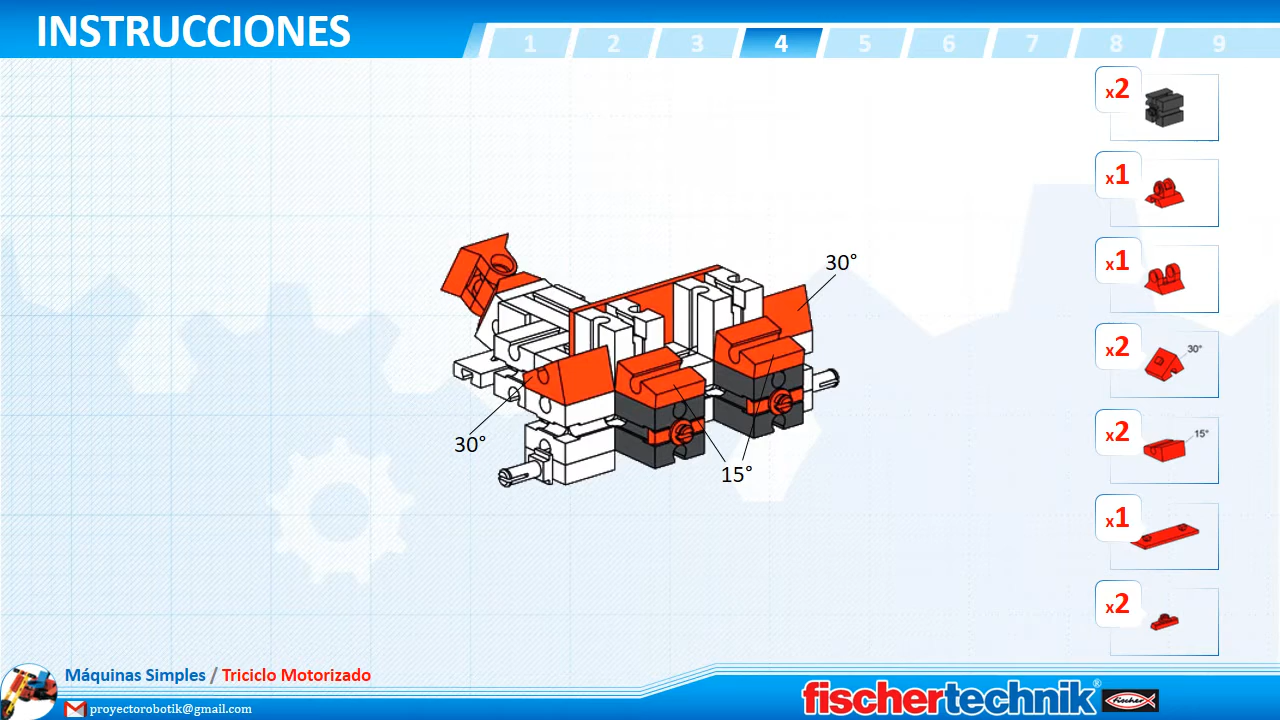 INSTRUCCIONES
1 2 3 4 5 6 7 8 9
x2
x1
x1
x2
30°
x2
15°
x1
x2
30°
30°
15°
Máquinas Simples / Triciclo Motorizado
proyectorobotik@gmail.com
fischertechnik®
fischer